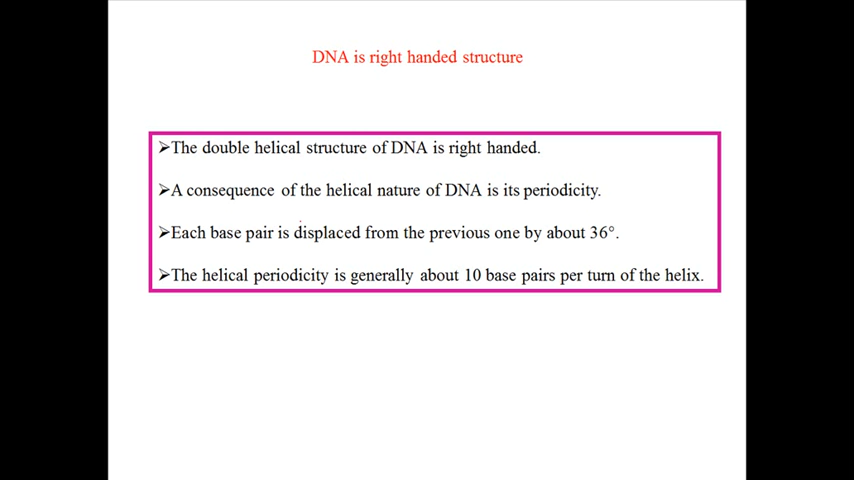 DNA is right handed structure
➢The double helical structure of DNA is right handed.
➢A consequence of the helical nature of DNA is its periodicity.
➢Each base pair is displaced from the previous one by about 36°.
➢The helical periodicity is generally about 10 base pairs per turn of the helix.